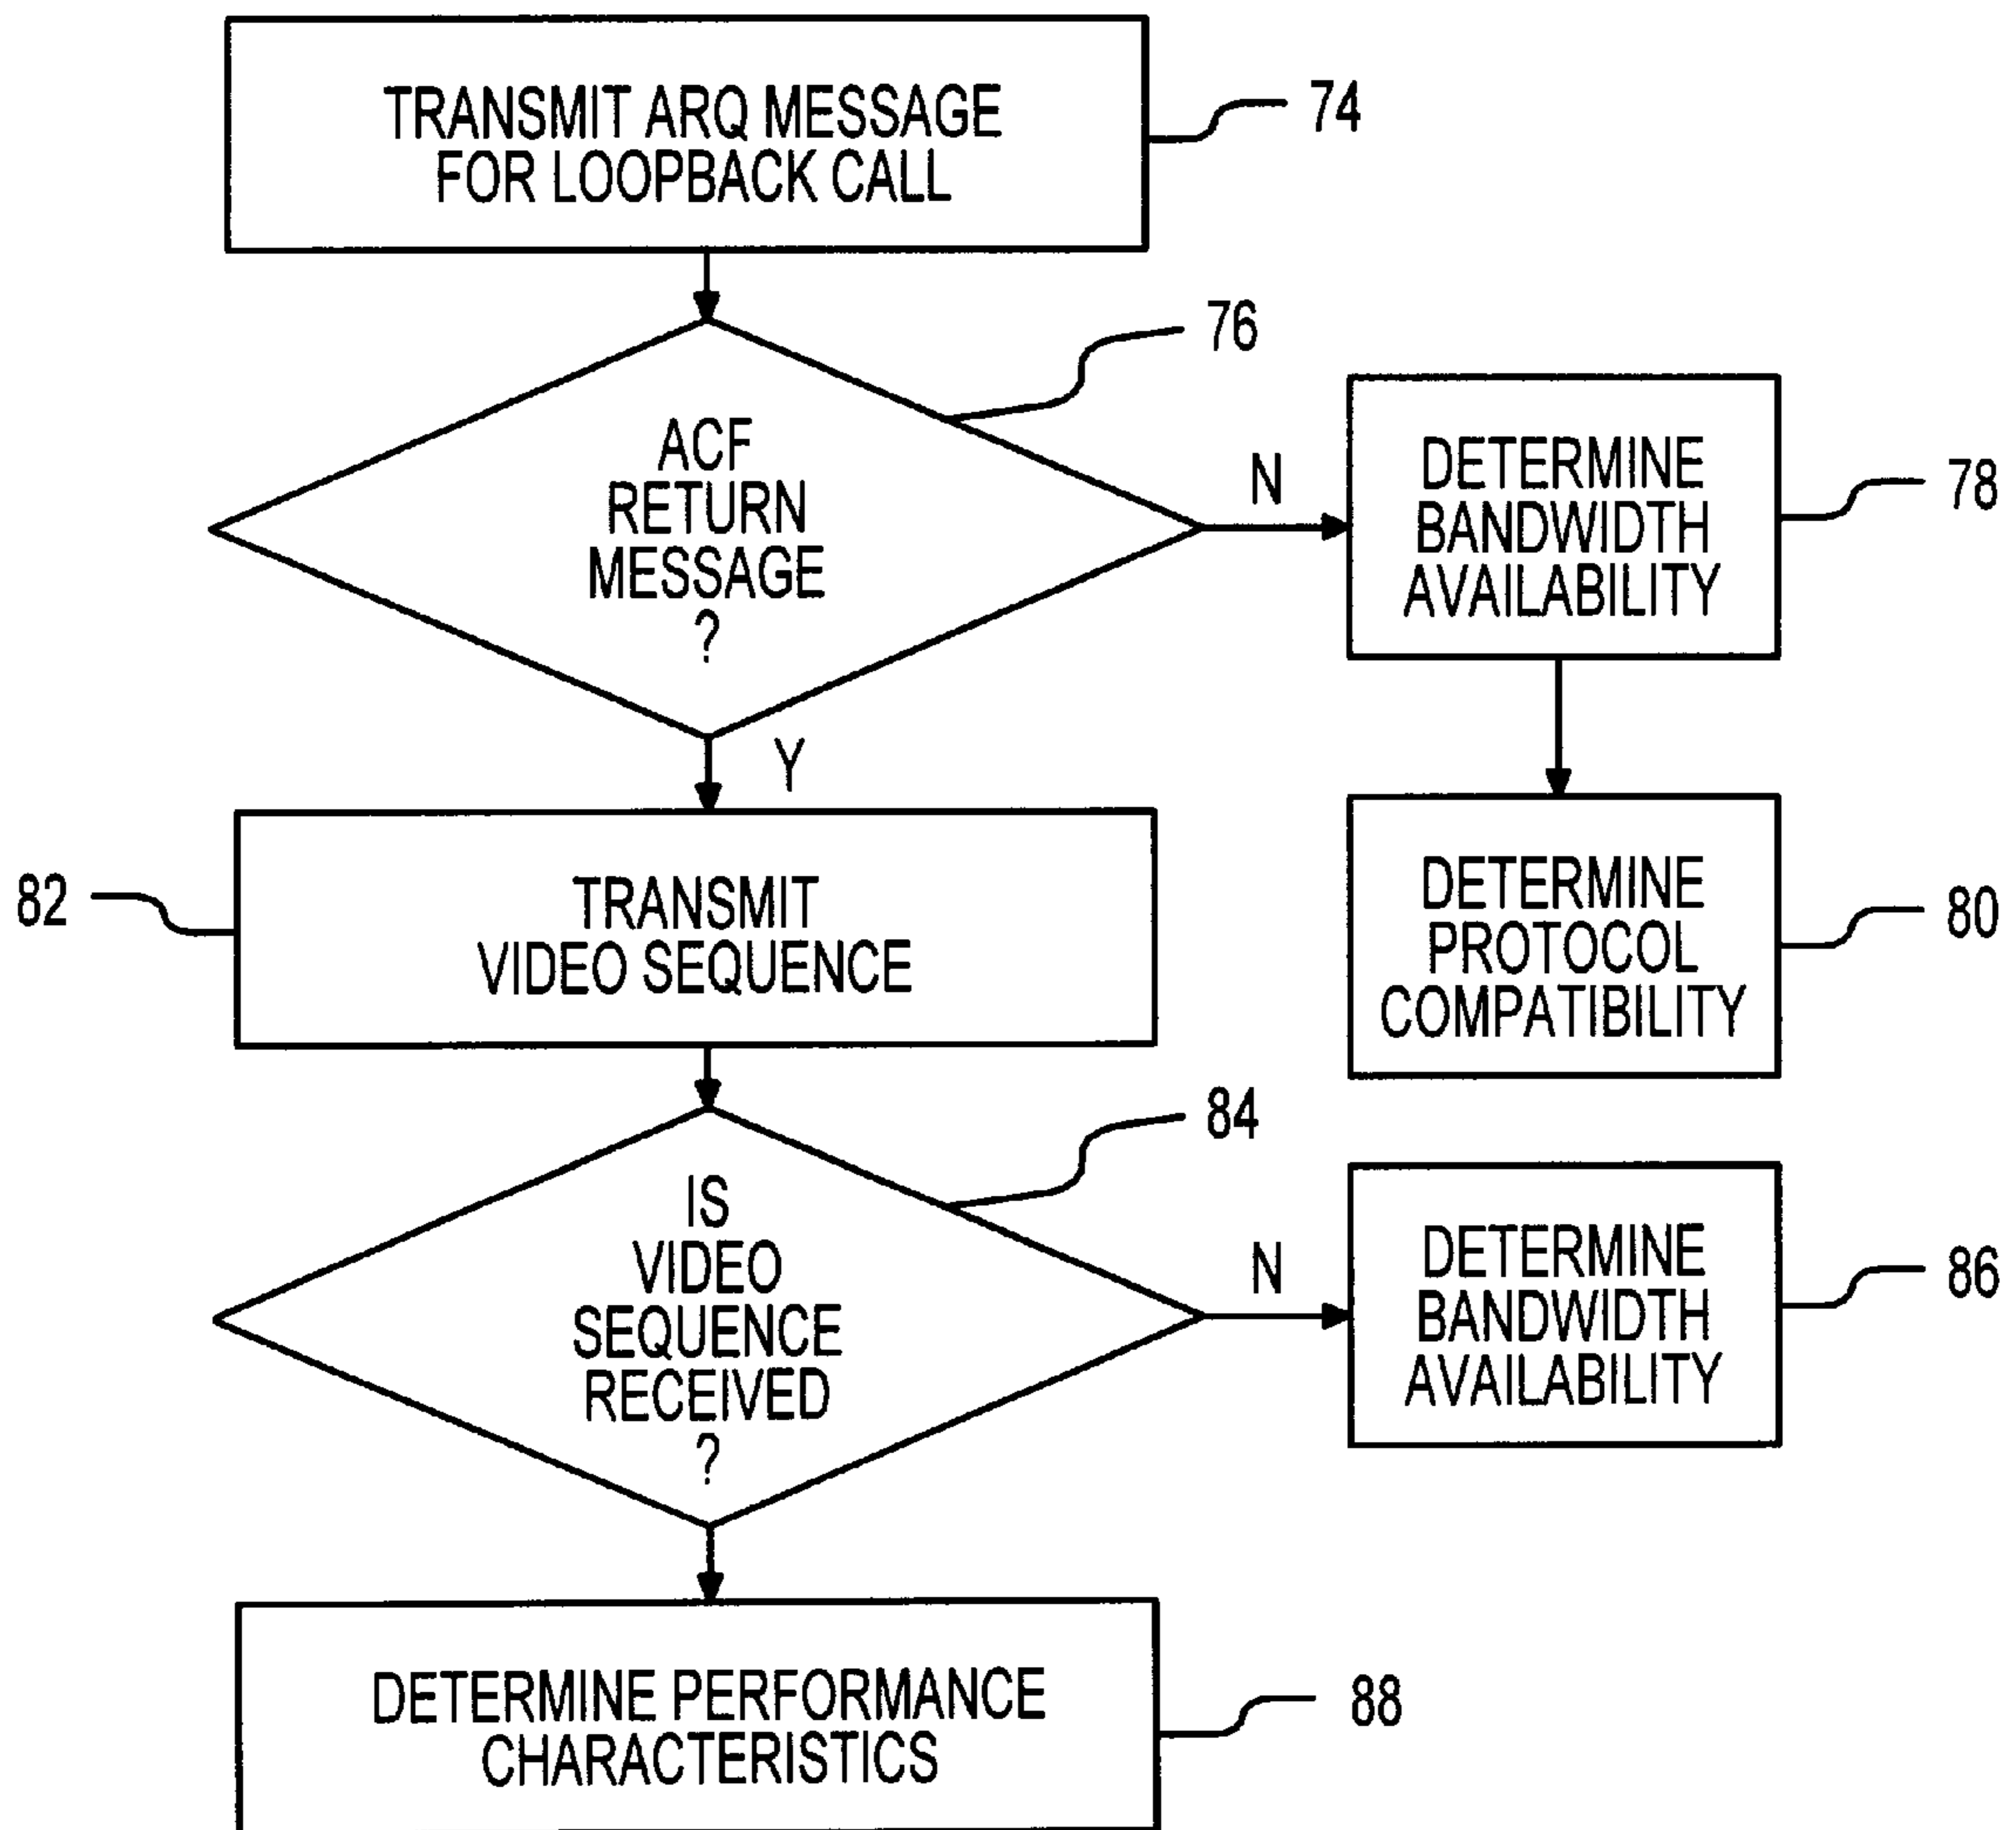 TRANSMIT ARQ MESSAGE
FOR LOOPBACK CALL
74
76
ACF
RETURN
MESSAGE
?
N
DETERMINE
BANDWIDTH
AVAILABILITY
78
Y
82
TRANSMIT
VIDEO SEQUENCE
DETERMINE
PROTOCOL
COMPATIBILITY
80
84
IS
VIDEO
SEQUENCE
RECEIVED
?
N
DETERMINE
BANDWIDTH
AVAILABILITY
86
DETERMINE PERFORMANCE
CHARACTERISTICS
88